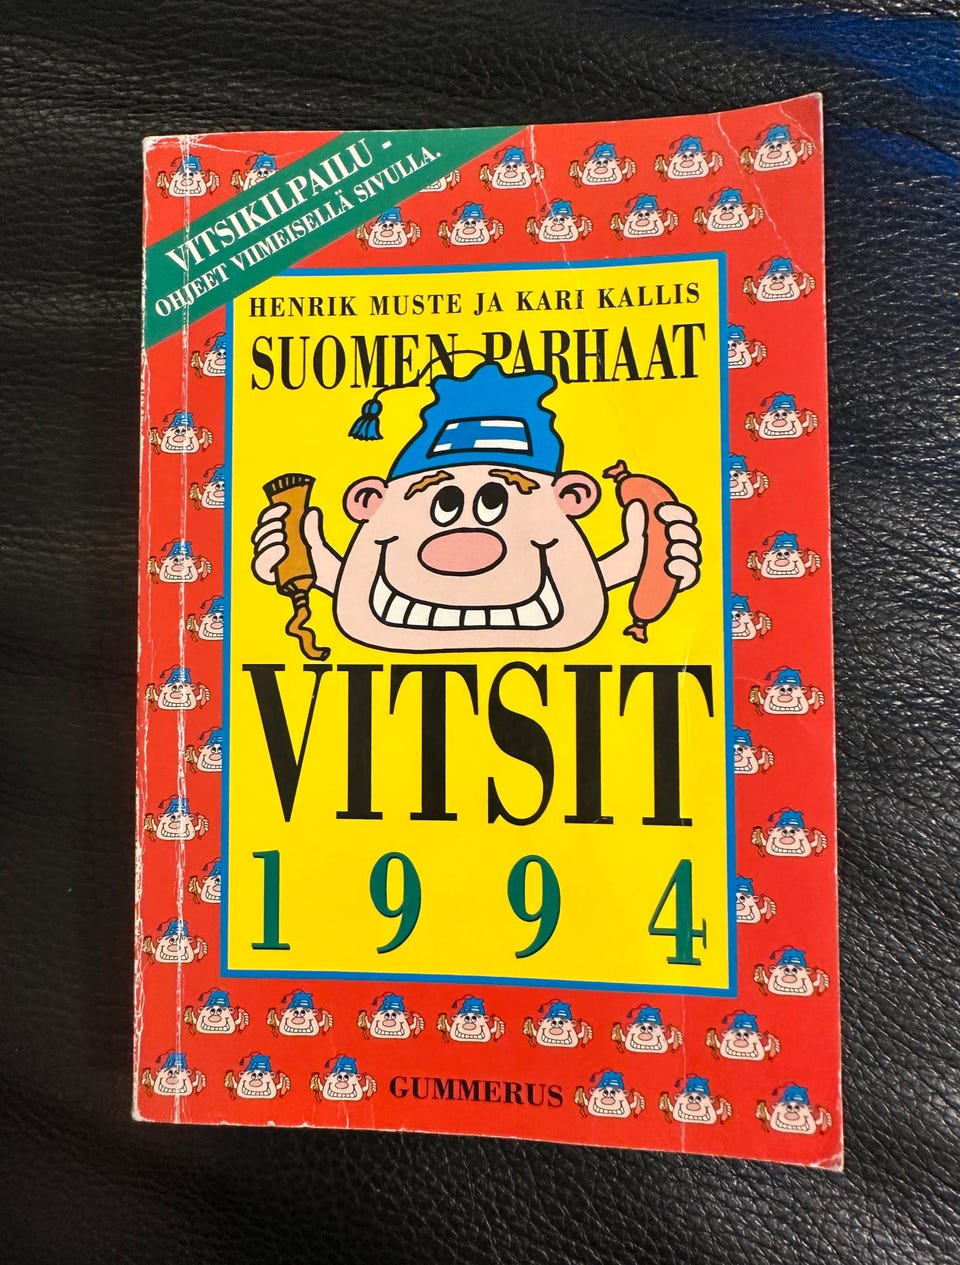 VITSIKILPAILU -
OHJEET VIIMEISELLÄ SIVULLA.
HENRIK MUSTE JA KARI KALLIS
SUOMEN PARHAAT
VITSIT
1994
GUMMERUS